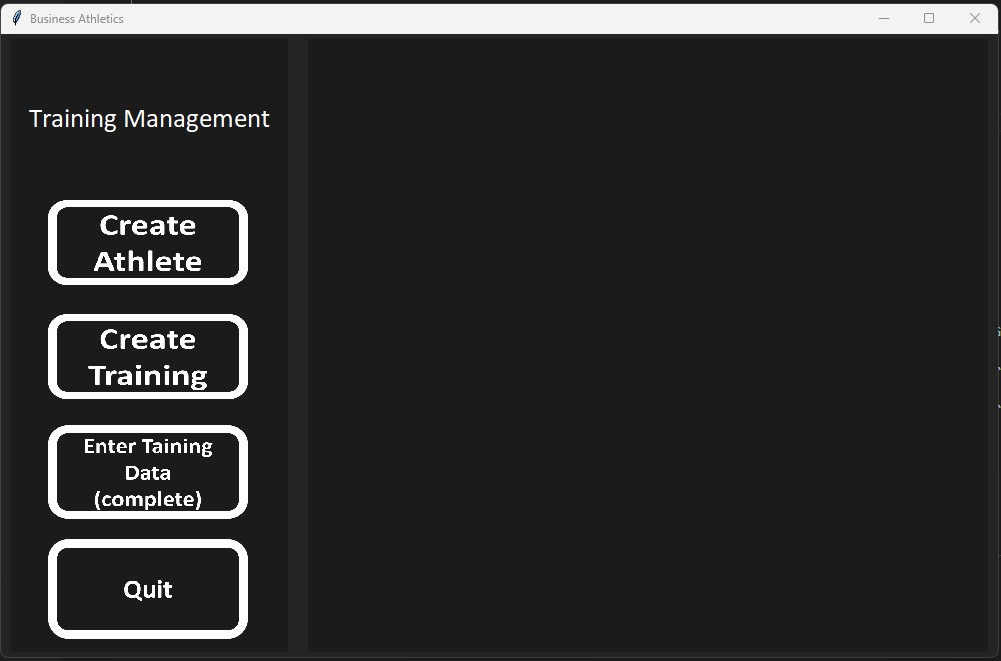 Business Athletics
Training Management
Create
Athlete
Create
Training
Enter Taining
Data
(complete)
Quit